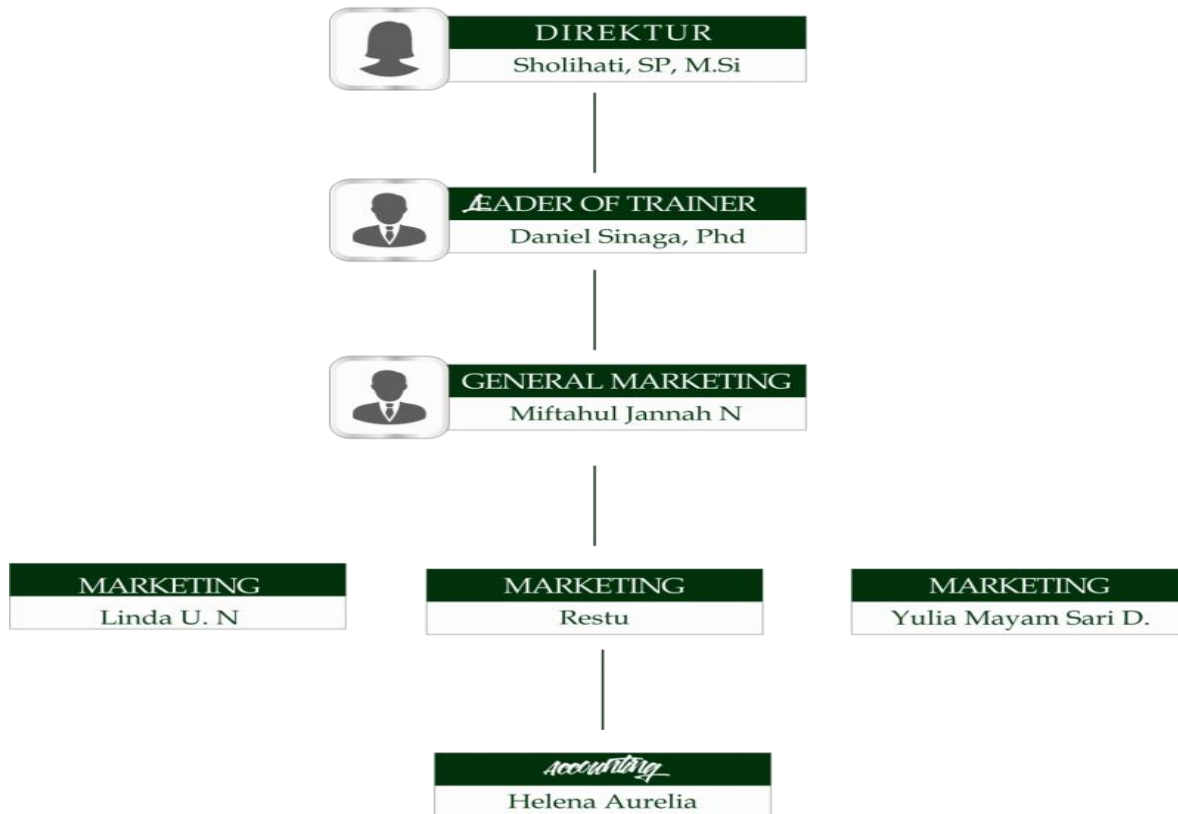 DIREKTUR
Sholihati, SP, M.Si
LEADER OF TRAINER
Daniel Sinaga, Phd
GENERAL MARKETING
Miftahul Jannah N
MARKETING
Linda U. N
MARKETING
Restu
MARKETING
Yulia Mayam Sari D.
Accounting
Helena Aurelia